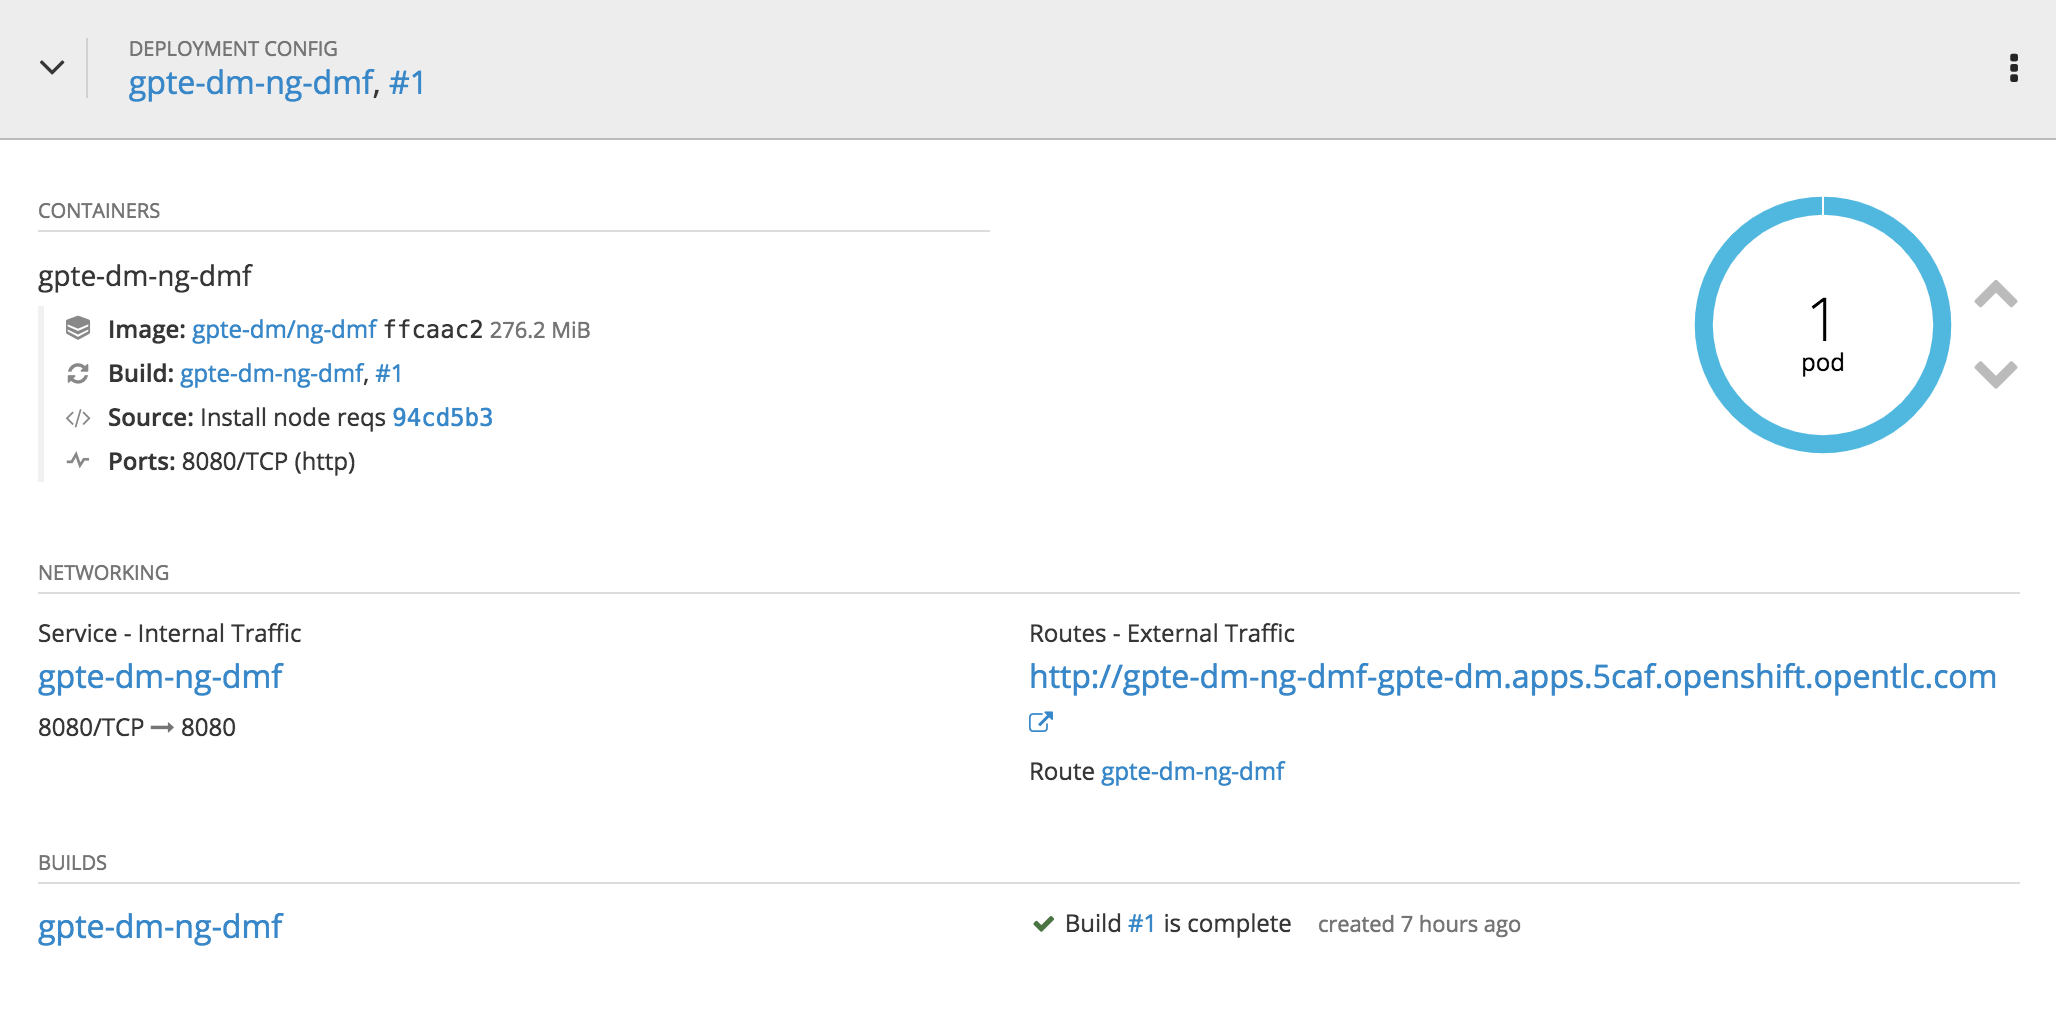 DEPLOYMENT CONFIG
gpte-dm-ng-dmf, #1
CONTAINERS
gpte-dm-ng-dmf
Image: gpte-dm/ng-dmf ffcaac2 276.2 MiB
Build: gpte-dm-ng-dmf, #1
Source: Install node reqs 94cd5b3
Ports: 8080/TCP (http)
1
pod
NETWORKING
Service - Internal Traffic
gpte-dm-ng-dmf
8080/TCP → 8080
Routes - External Traffic
http://gpte-dm-ng-dmf-gpte-dm.apps.5caf.openshift.opentlc.com
Route gpte-dm-ng-dmf
BUILDS
gpte-dm-ng-dmf
Build #1 is complete created 7 hours ago